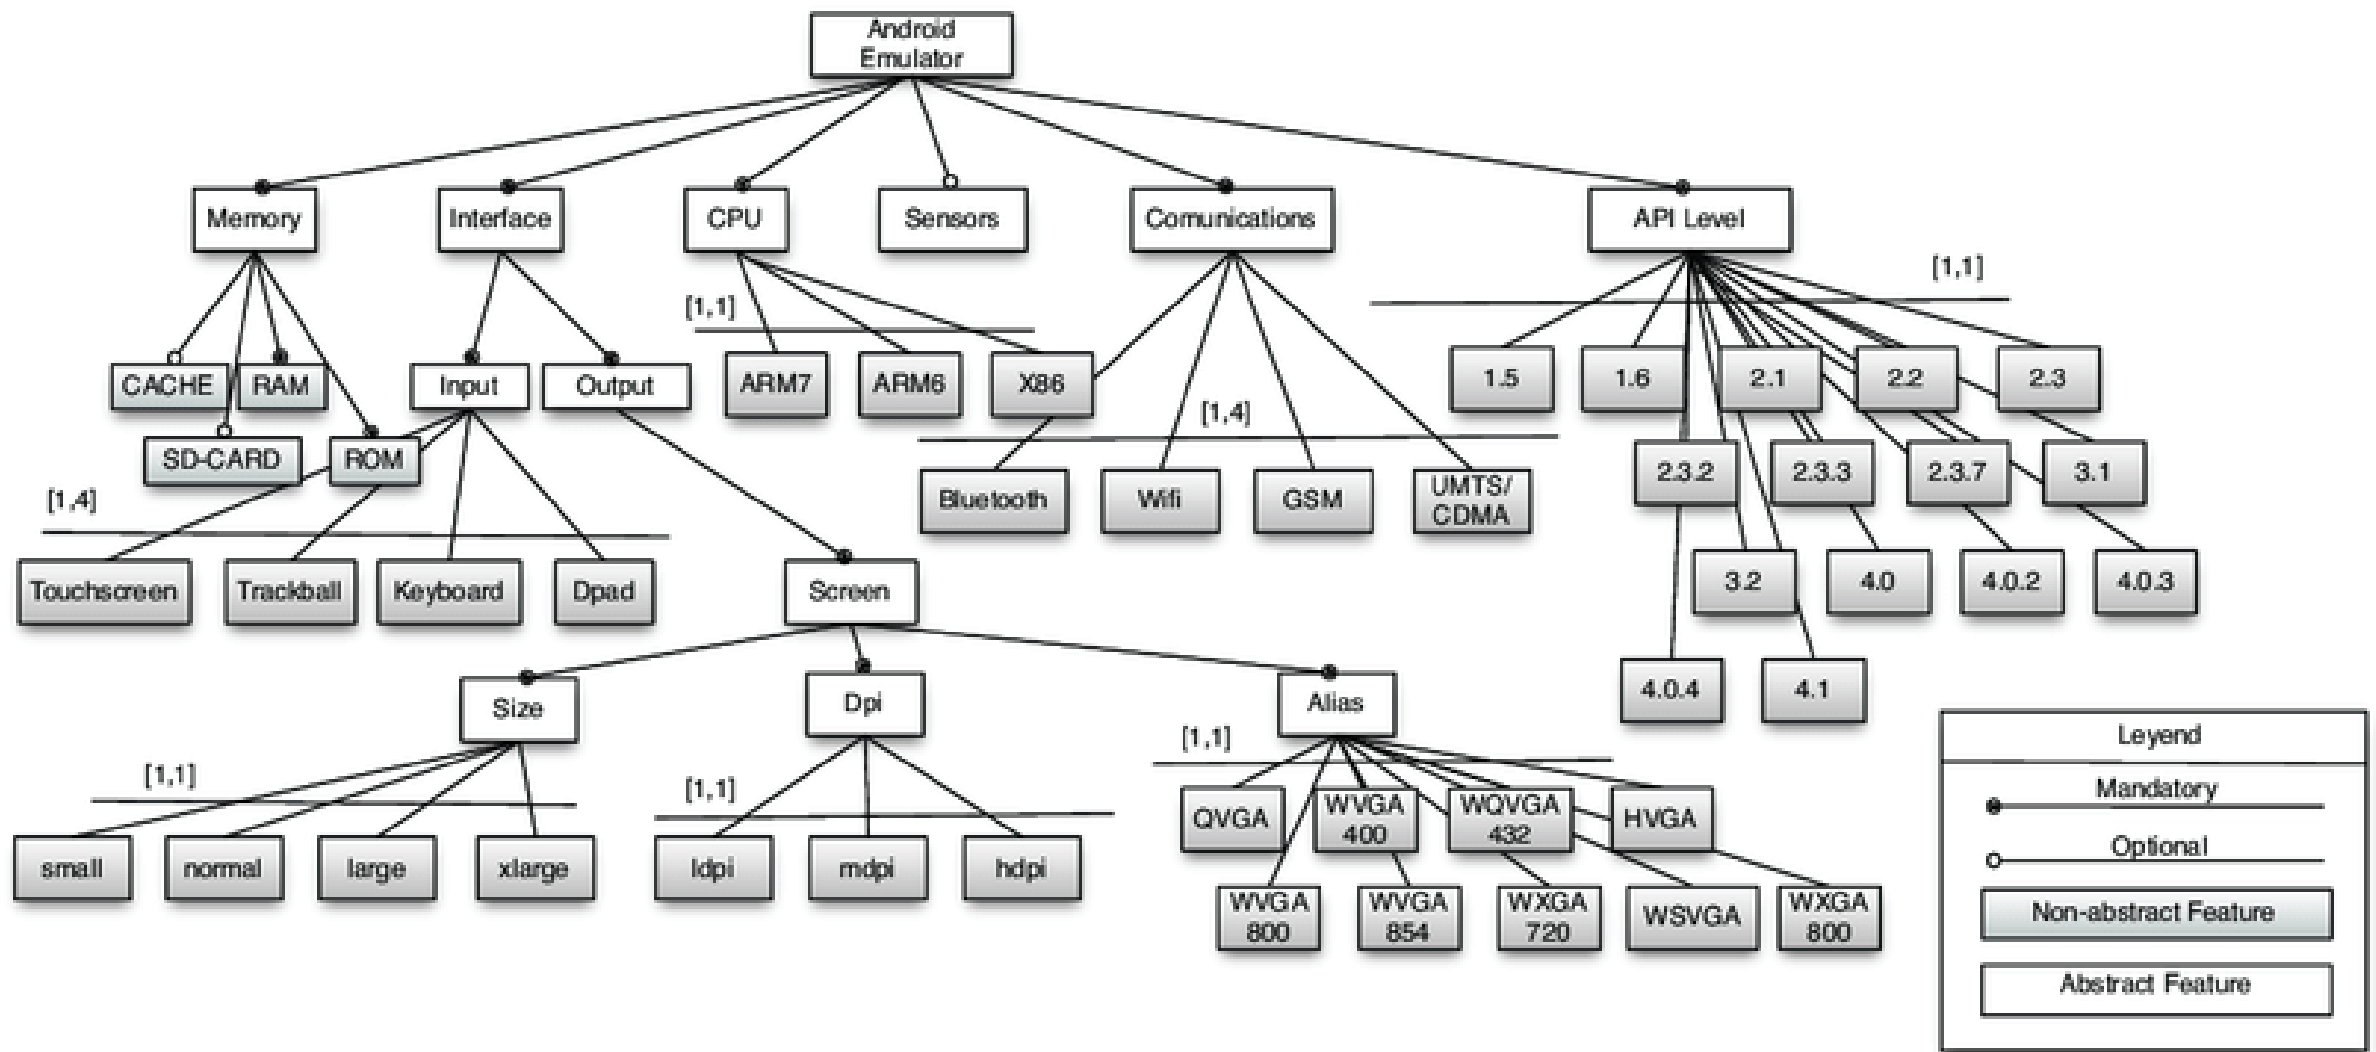 Android
Emulator
Memory
Interface
CPU
Sensors
Comunications
API Level
[1,1]
[1,1]
CACHE
RAM
Input
Output
ARM7
ARM6
X86
1.5
1.6
2.1
2.2
2.3
[1,4]
SD-CARD
ROM
2.3.2
2.3.3
2.3.7
3.1
[1,4]
Bluetooth
Wifi
GSM
UMTS/
CDMA
Touchscreen
Trackball
Keyboard
Dpad
Screen
3.2
4.0
4.0.2
4.0.3
Size
Dpi
Alias
4.0.4
4.1
[1,1]
[1,1]
[1,1]
QVGA
WVGA
400
WQVGA
432
HVGA
small
normal
large
xlarge
ldpi
mdpi
hdpi
WVGA
800
WVGA
854
WXGA
720
WSVGA
WXGA
800
Leyend
Mandatory
Optional
Non-abstract Feature
Abstract Feature